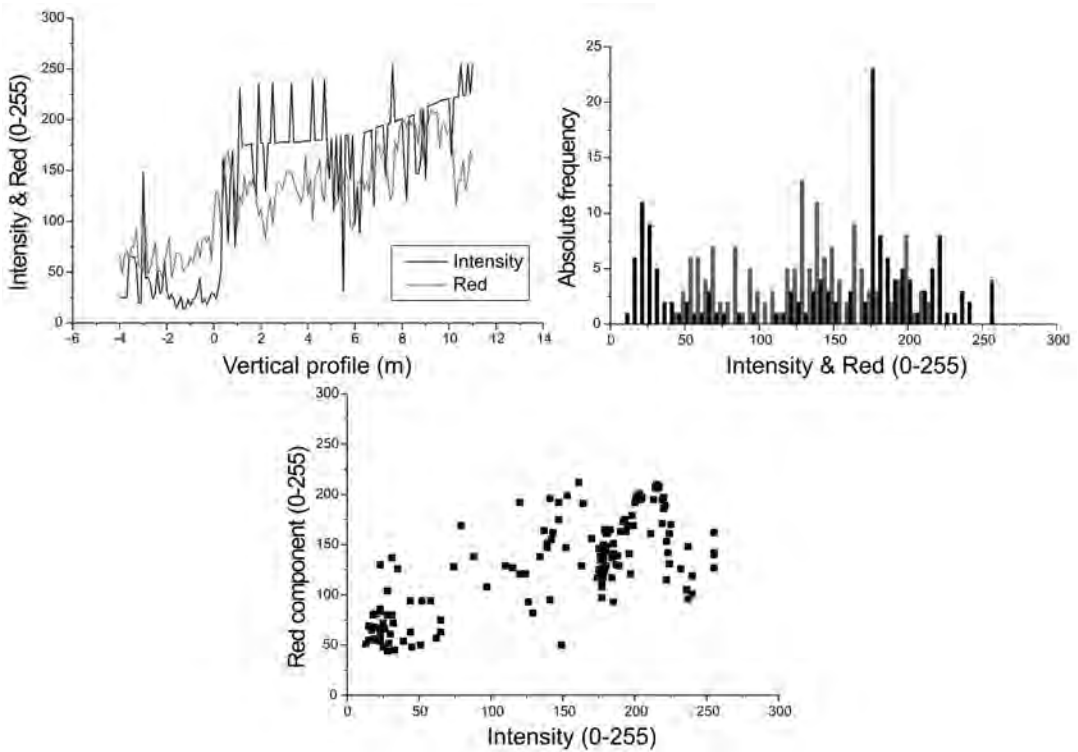 300
250
200
150
100
50
0
Intensity & Red (0-255)
-6 -4 -2 0 2 4 6 8 10 12 14
Vertical profile (m)
Intensity
Red
25
20
15
10
5
0
Absolute frequency
0 50 100 150 200 250 300
Intensity & Red (0-255)
300
250
200
150
100
50
0
Red component (0-255)
0 50 100 150 200 250 300
Intensity (0-255)